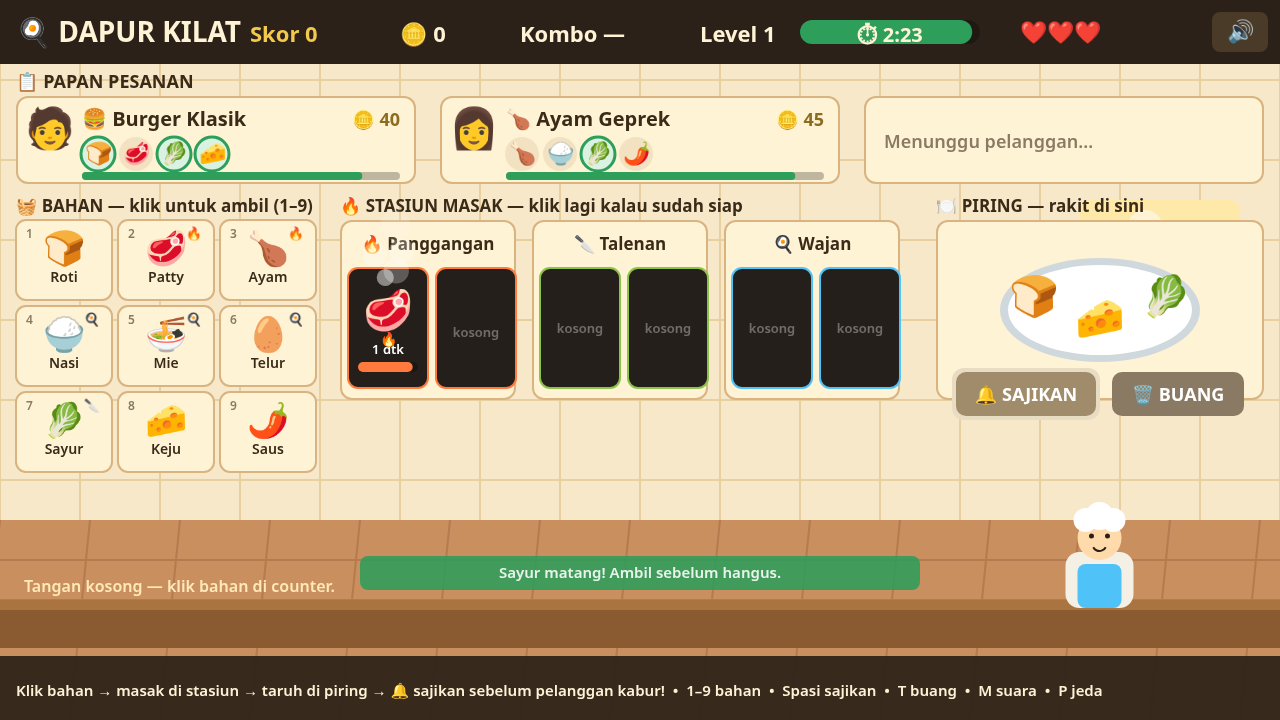 DAPUR KILAT Skor 0 0 Kombo — Level 1 2:23
PAPAN PESANAN
Burger Klasik 40
Ayam Geprek 45
Menunggu pelanggan...
BAHAN — klik untuk ambil (1–9)
STASIUN MASAK — klik lagi kalau sudah siap
PIRING — rakit di sini
1 Roti
2 Patty
3 Ayam
4 Nasi
5 Mie
6 Telur
7 Sayur
8 Keju
9 Saus
Panggangan
1 dtk
kosong
Talenan
kosong
kosong
Wajan
kosong
kosong
SAJIKAN
BUANG
Sayur matang! Ambil sebelum hangus.
Tangan kosong — klik bahan di counter.
Klik bahan → masak di stasiun → taruh di piring → 🔔 sajikan sebelum pelanggan kabur! • 1–9 bahan • Spasi sajikan • T buang • M suara • P jeda